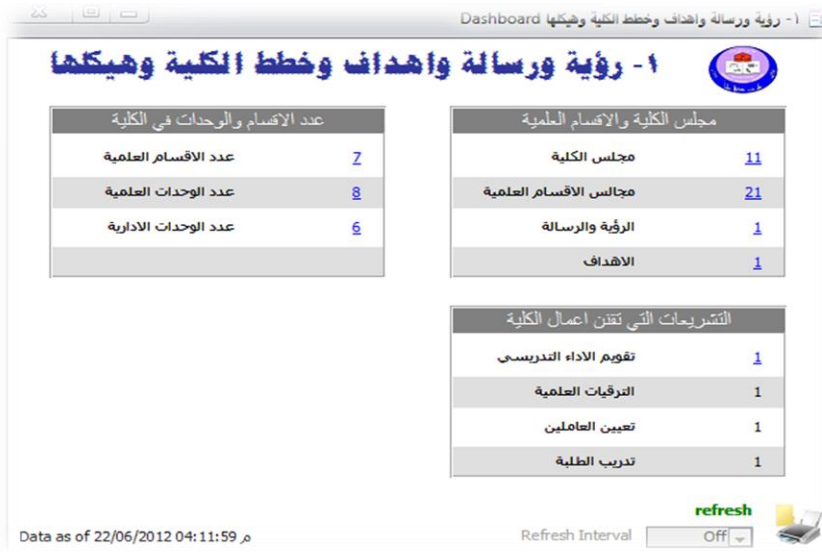 ١- رؤية ورسالة واهداف وخطط الكلية وهيكلها Dashboard
١- رؤية ورسالة واهداف وخطط الكلية وهيكلها
مجلس الكلية والاقسام العلمية
11 مجلس الكلية
21 مجالس الاقسام العلمية
1 الرؤية والرسالة
1 الاهداف
عدد الاقسام والوحدات في الكلية
7 عدد الاقسام العلمية
8 عدد الوحدات العلمية
6 عدد الوحدات الادارية
التشريعات التي تقنن اعمال الكلية
1 تقويم الاداء التدريسي
1 الترقيات العلمية
1 تعيين العاملين
1 تدريب الطلبة
refresh
Refresh Interval Off
Data as of 22/06/2012 04:11:59 م